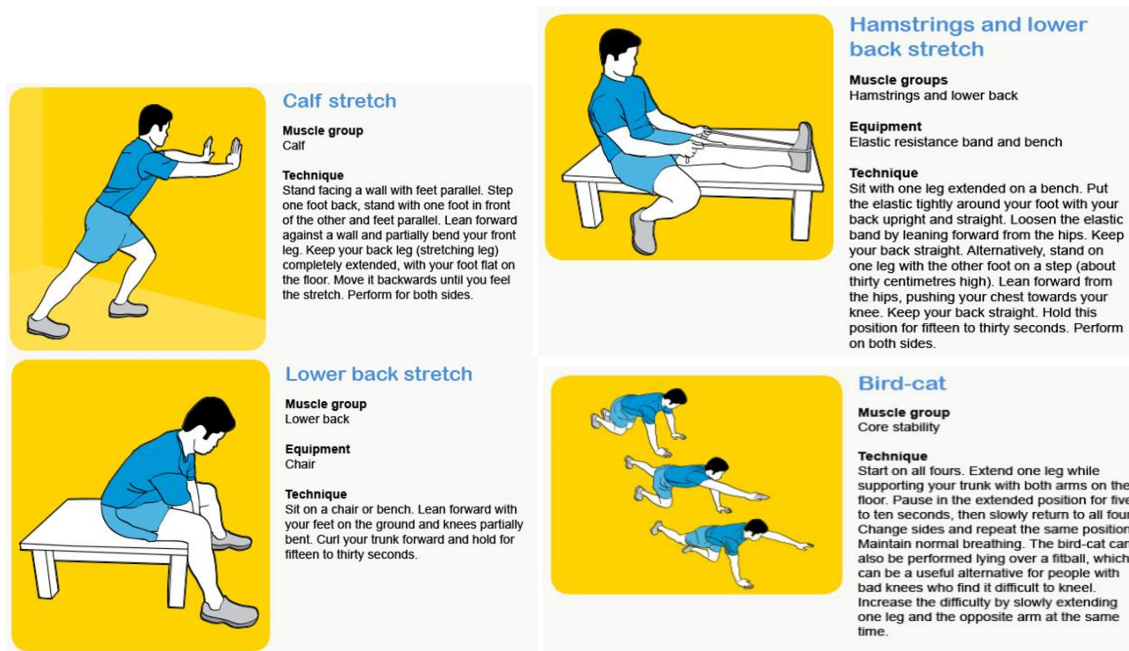 Calf stretch
Muscle group
Calf
Technique
Stand facing a wall with feet parallel. Step
one foot back, stand with one foot in front
of the other and feet parallel. Lean forward
against a wall and partially bend your front
leg. Keep your back leg (stretching leg)
completely extended, with your foot flat on
the floor. Move it backwards until you feel
the stretch. Perform for both sides.
Hamstrings and lower
back stretch
Muscle groups
Hamstrings and lower back
Equipment
Elastic resistance band and bench
Technique
Sit with one leg extended on a bench. Put
the elastic tightly around your foot with your
back upright and straight. Loosen the elastic
band by leaning forward from the hips. Keep
your back straight. Alternatively, stand on
one leg with the other foot on a step (about
thirty centimetres high). Lean forward from
the hips, pushing your chest towards your
knee. Keep your back straight. Hold this
position for fifteen to thirty seconds. Perform
on both sides.
Lower back stretch
Muscle group
Lower back
Equipment
Chair
Technique
Sit on a chair or bench. Lean forward with
your feet on the ground and knees partially
bent. Curl your trunk forward and hold for
fifteen to thirty seconds.
Bird-cat
Muscle group
Core stability
Technique
Start on all fours. Extend one leg while
supporting your trunk with both arms on the
floor. Pause in the extended position for five
to ten seconds, then slowly return to all four
Change sides and repeat the same position
Maintain normal breathing. The bird-cat can
also be performed lying over a fitball, which
can be a useful alternative for people with
bad knees who find it difficult to kneel.
Increase the difficulty by slowly extending
one leg and the opposite arm at the same
time.